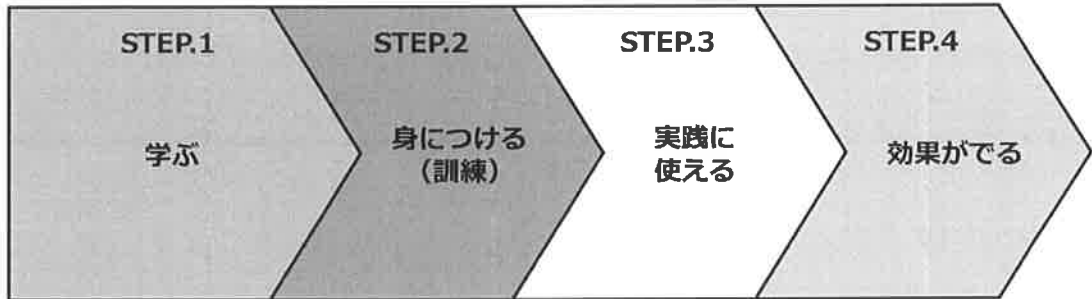 STEP.1
学ぶ
STEP.2
身につける
（訓練）
STEP.3
実践に
使える
STEP.4
効果がでる